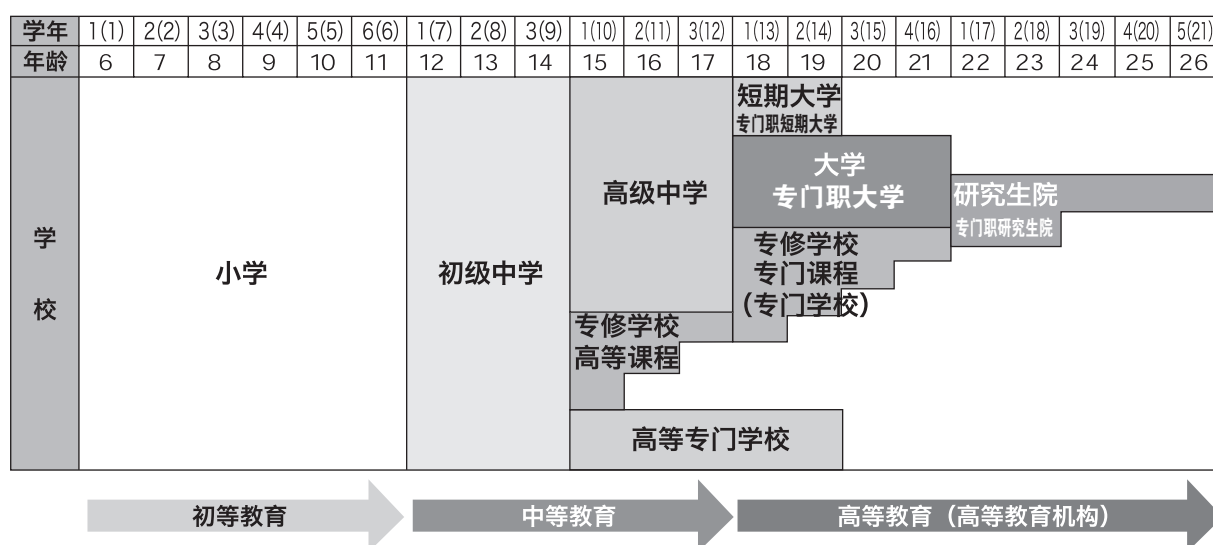 学年 1(1) 2(2) 3(3) 4(4) 5(5) 6(6) 1(7) 2(8) 3(9) 1(10) 2(11) 3(12) 1(13) 2(14) 3(15) 4(16) 1(17) 2(18) 3(19) 4(20) 5(21)
年龄 6 7 8 9 10 11 12 13 14 15 16 17 18 19 20 21 22 23 24 25 26
学
校
小学
初级中学
高级中学
专修学校
高等课程
高等专门学校
短期大学
专门职短期大学
大学
专门职大学
专修学校
专门课程
(专门学校)
研究生院
专门职研究生院
初等教育
中等教育
高等教育（高等教育机构）